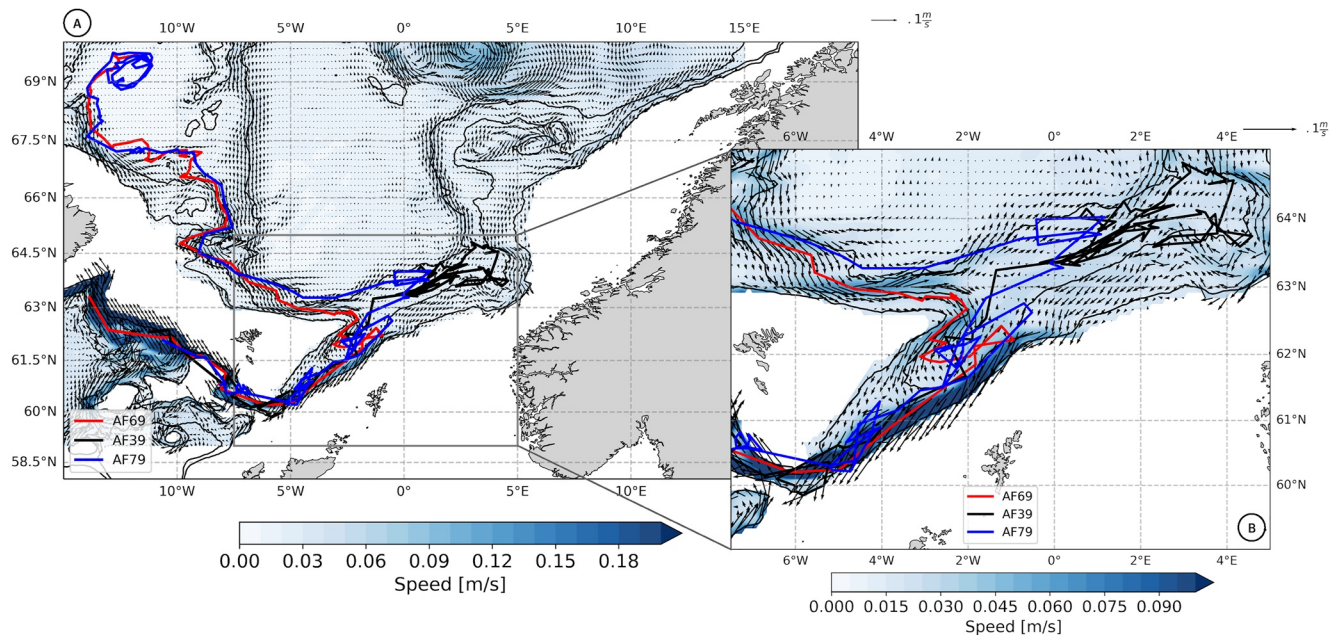 A
10°W 5°W 0° 5°E 10°E 15°E
.1 m/s
69°N
67.5°N
66°N
64.5°N
63°N
61.5°N
60°N
58.5°N
AF69
AF39
AF79
10°W 5°W 0° 5°E 10°E
0.00 0.03 0.06 0.09 0.12 0.15 0.18
Speed [m/s]
6°W 4°W 2°W 0° 2°E 4°E
.1 m/s
64°N
63°N
62°N
61°N
60°N
AF69
AF39
AF79
B
6°W 4°W 2°W 0° 2°E 4°E
0.000 0.015 0.030 0.045 0.060 0.075 0.090
Speed [m/s]